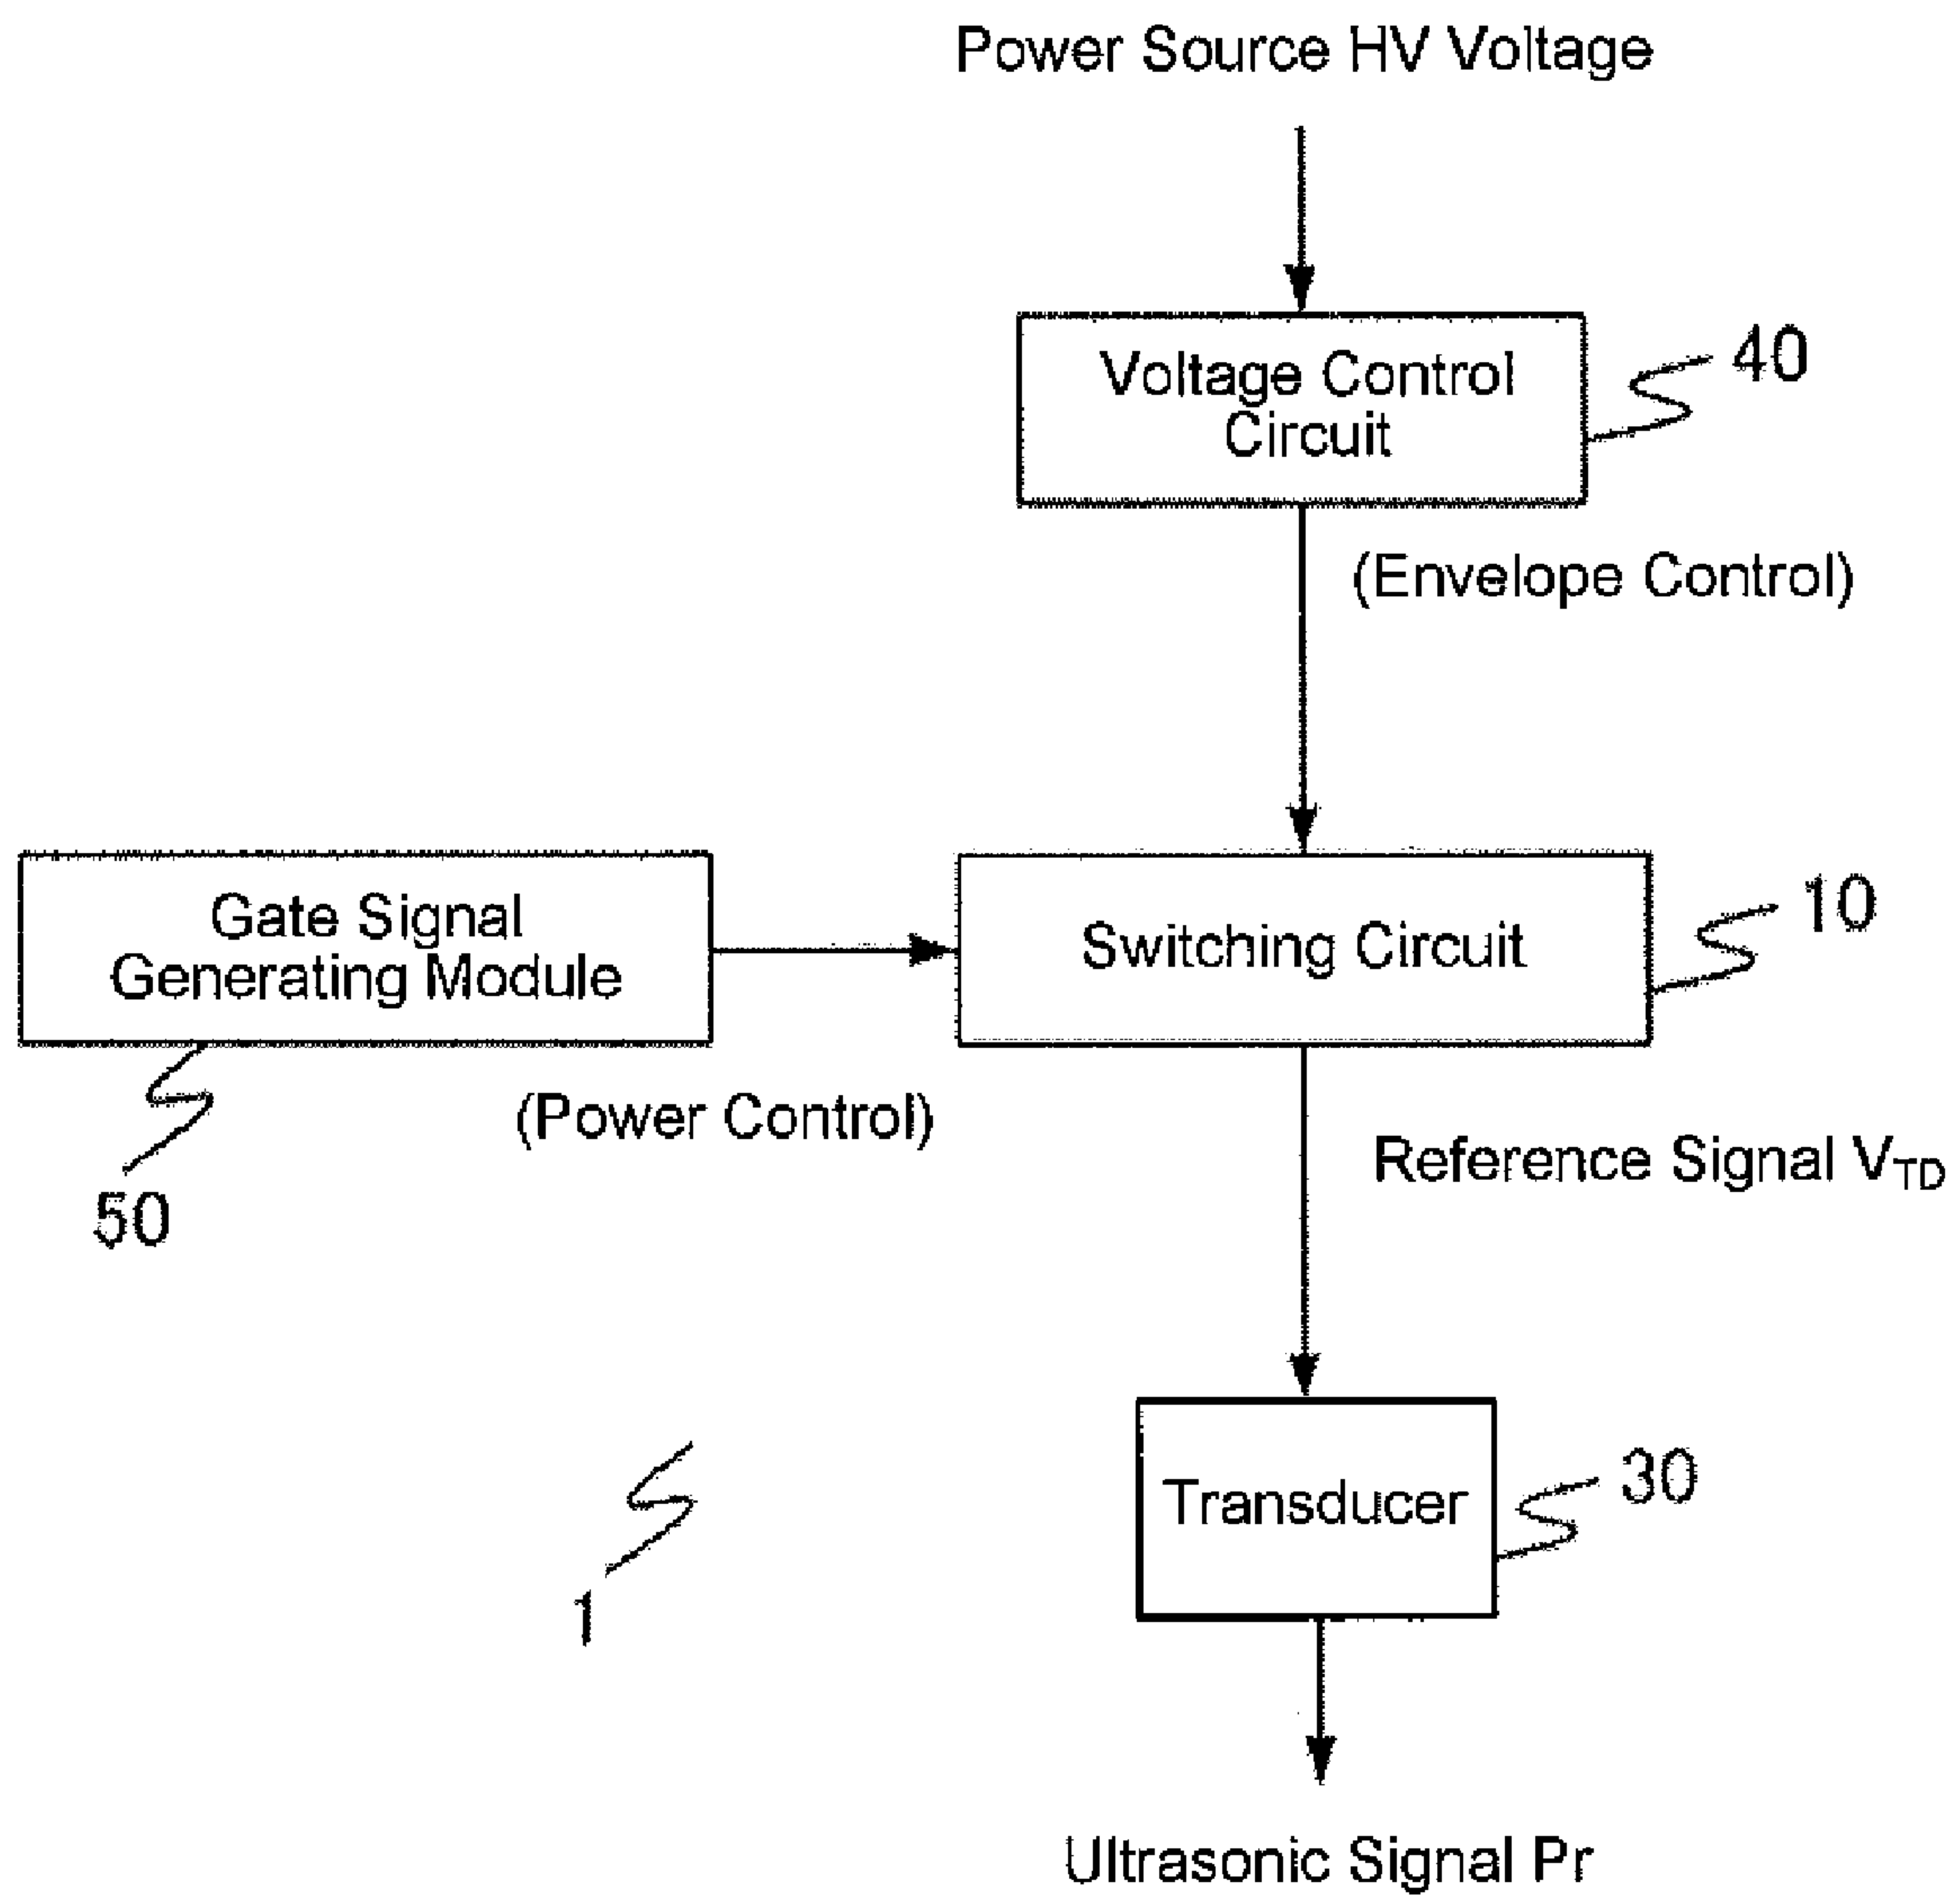 Power Source HV Voltage
Voltage Control
Circuit
40
(Envelope Control)
Gate Signal
Generating Module
Switching Circuit
10
(Power Control)
50
Reference Signal VTD
Transducer
30
1
Ultrasonic Signal Pr